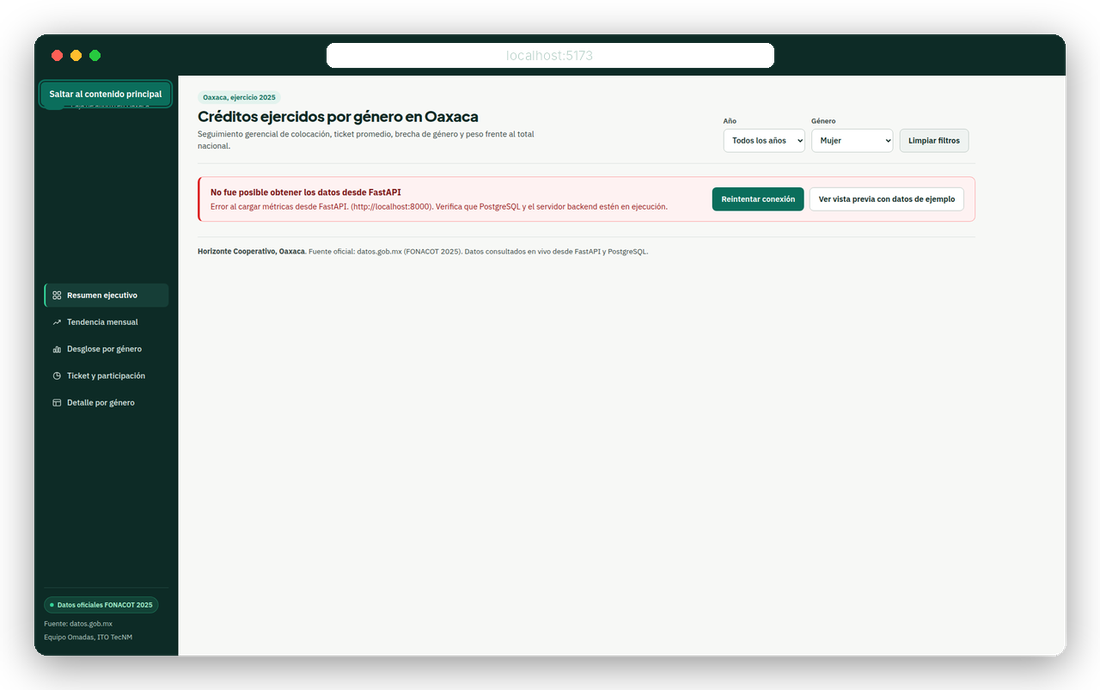 localhost:5173
Saltar al contenido principal
Oaxaca, ejercicio 2025
Créditos ejercidos por género en Oaxaca
Seguimiento gerencial de colocación, ticket promedio, brecha de género y peso frente al total
nacional.
Año
Género
Todos los años
Mujer
Limpiar filtros
No fue posible obtener los datos desde FastAPI
Error al cargar métricas desde FastAPI. (http://localhost:8000). Verifica que PostgreSQL y el servidor backend estén en ejecución.
Reintentar conexión
Ver vista previa con datos de ejemplo
Horizonte Cooperativo, Oaxaca. Fuente oficial: datos.gob.mx (FONACOT 2025). Datos consultados en vivo desde FastAPI y PostgreSQL.
Resumen ejecutivo
Tendencia mensual
Desglose por género
Ticket y participación
Detalle por género
Datos oficiales FONACOT 2025
Fuente: datos.gob.mx
Equipo Omadas, ITO TecNM